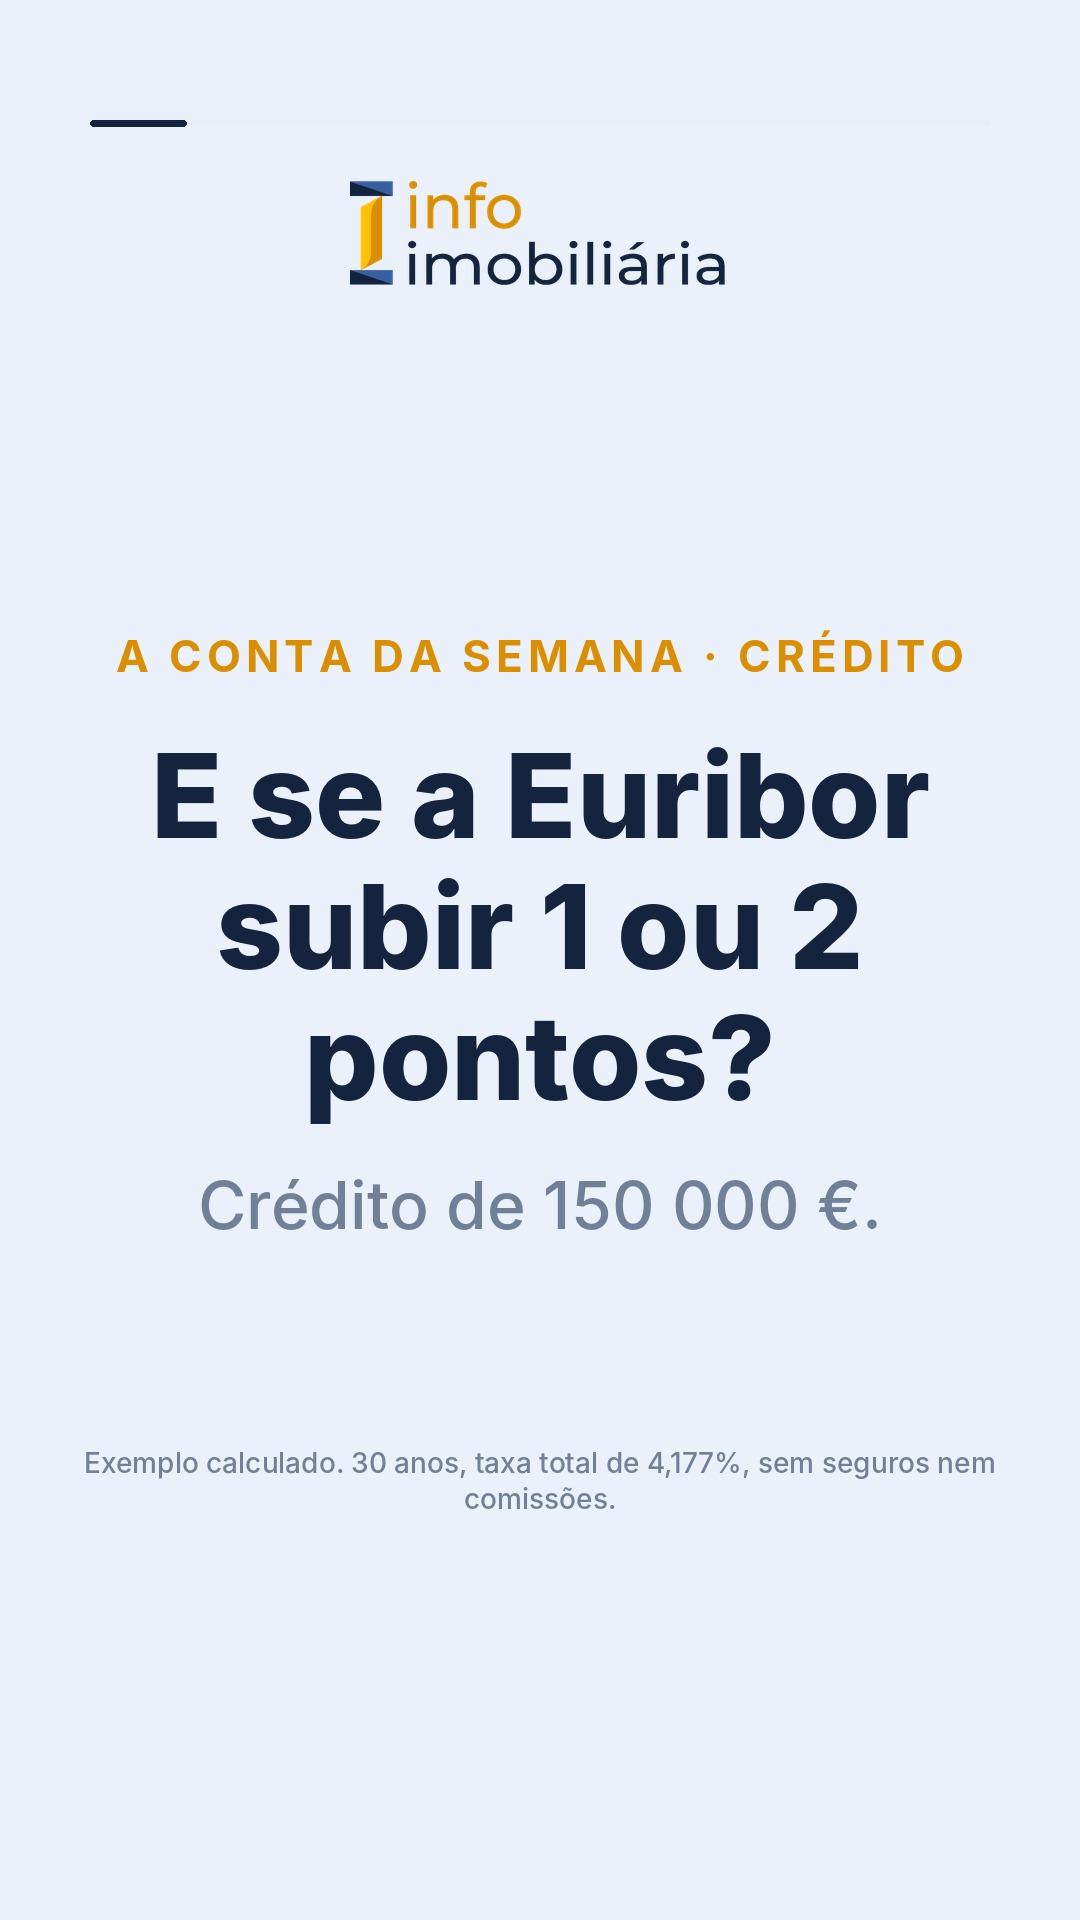 info
imobiliária
A CONTA DA SEMANA · CRÉDITO
E se a Euribor
subir 1 ou 2
pontos?
Crédito de 150 000 €.
Exemplo calculado. 30 anos, taxa total de 4,177%, sem seguros nem
comissões.